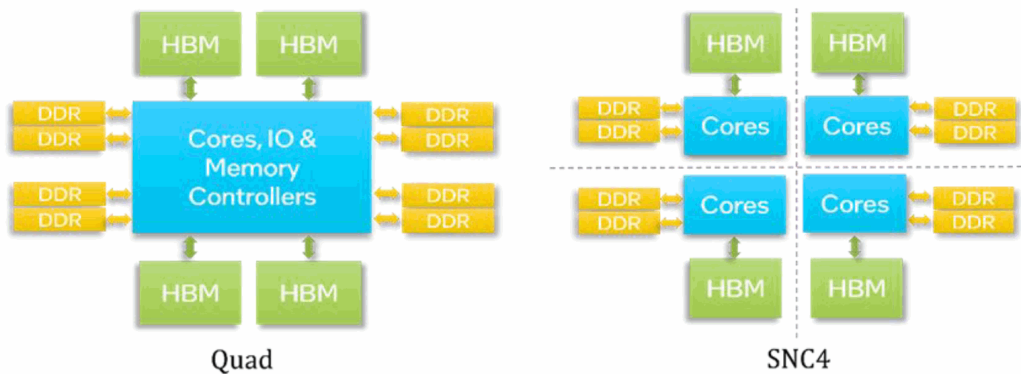 HBM HBM
DDR
DDR
DDR
DDR
Cores, IO &
Memory
Controllers
DDR
DDR
DDR
DDR
HBM HBM
Quad
HBM HBM
DDR
DDR
Cores
Cores
DDR
DDR
DDR
DDR
Cores
Cores
DDR
DDR
HBM HBM
SNC4